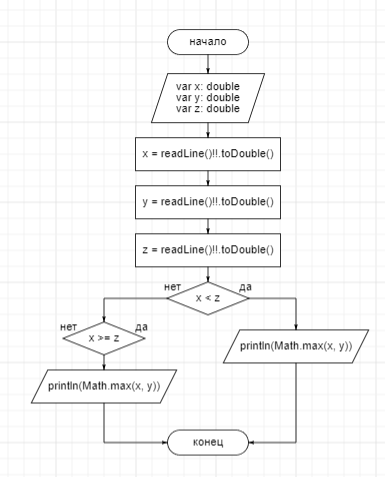 начало
var x: double
var y: double
var z: double
x = readLine()!!.toDouble()
y = readLine()!!.toDouble()
z = readLine()!!.toDouble()
нет
да
x < z
нет
да
x >= z
println(Math.max(x, y))
println(Math.max(x, y))
конец